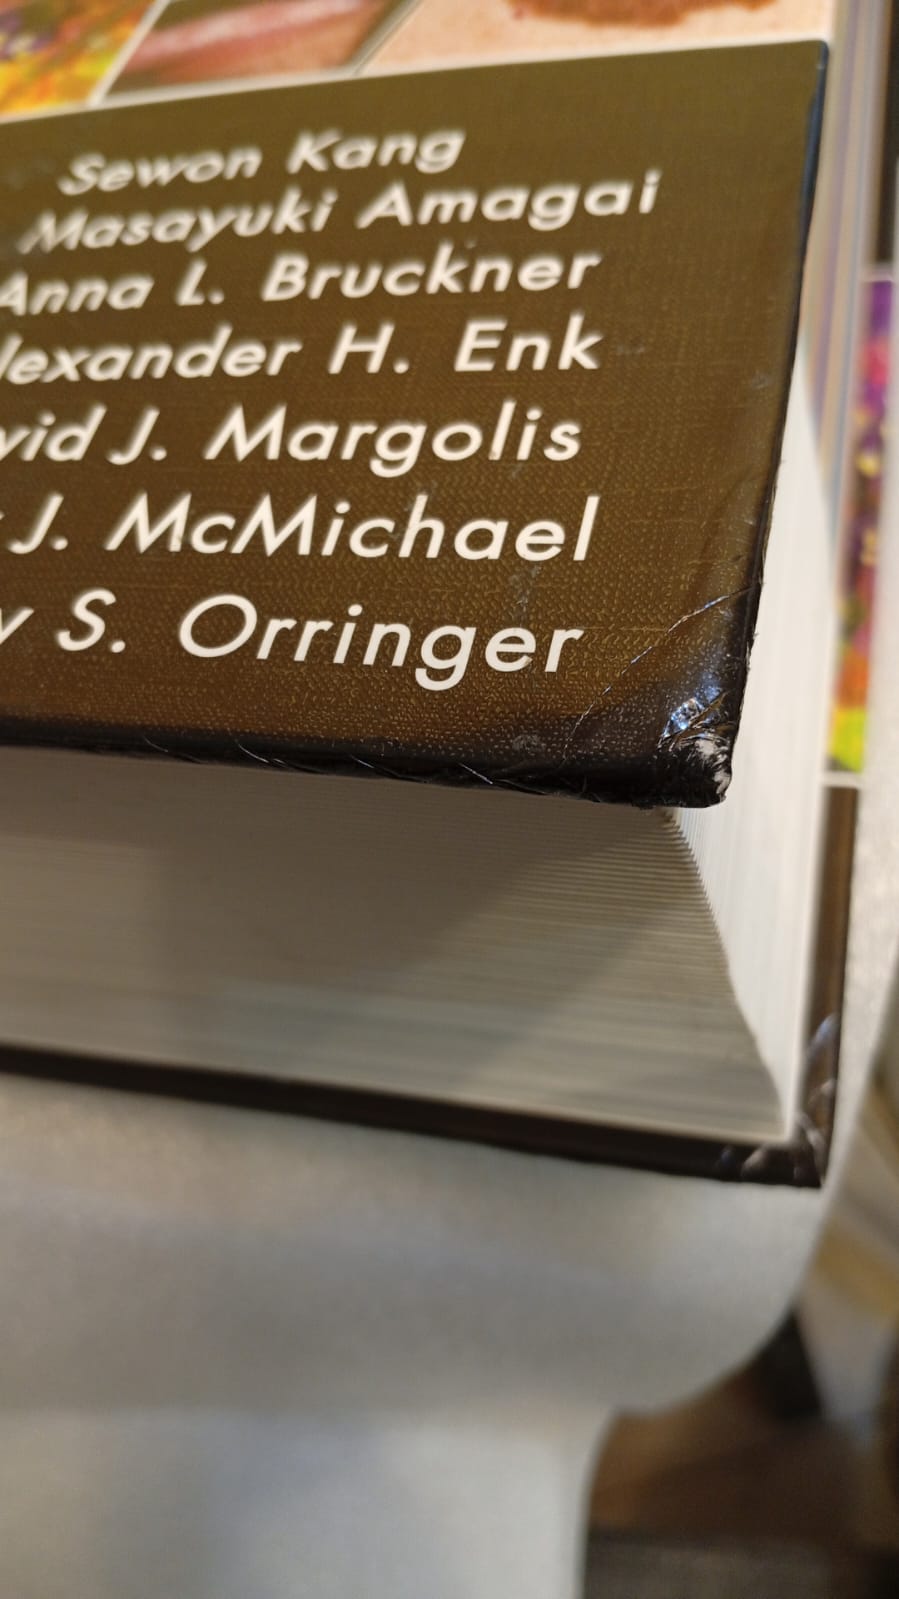 Sewon Kang
Masayuki Amagai
Anna L. Bruckner
lexander H. Enk
vid J. Margolis
J. McMichael
y S. Orringer